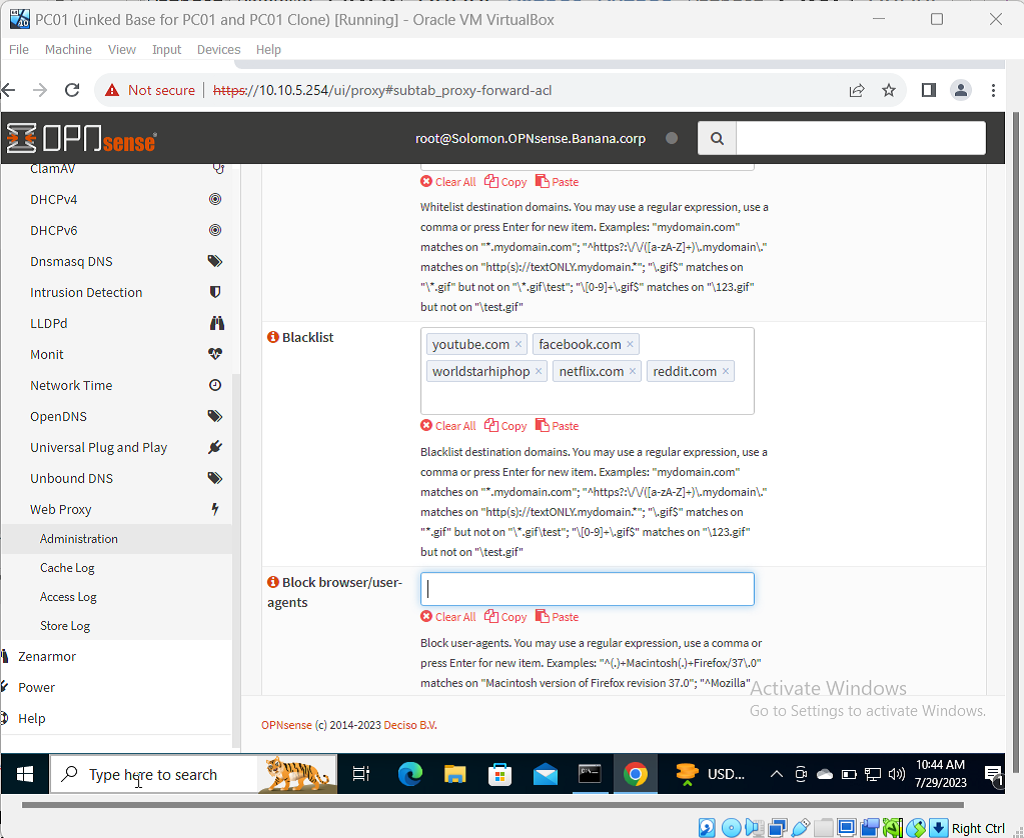 PC01 (Linked Base for PC01 and PC01 Clone) [Running] - Oracle VM VirtualBox
File Machine View Input Devices Help
Not secure https://10.10.5.254/ui/proxy#subtab_proxy-forward-acl
OPNsense root@Solomon.OPNsense.Banana.corp
ClamAV
DHCPv4
DHCPv6
Dnsmasq DNS
Intrusion Detection
LLDPd
Monit
Network Time
OpenDNS
Universal Plug and Play
Unbound DNS
Web Proxy
Administration
Cache Log
Access Log
Store Log
Zenarmor
Power
Help
Clear All Copy Paste
Whitelist destination domains. You may use a regular expression, use a
comma or press Enter for new item. Examples: "mydomain.com"
matches on "*.mydomain.com"; "^https?:\/\/([a-zA-Z]+)\.mydomain\."
matches on "http(s)://textONLY.mydomain.*"; "\.gif$" matches on
"\*.gif" but not on "\*.gif\test"; "\[0-9]+\.gif$" matches on "\123.gif"
but not on "\test.gif"
Blacklist
youtube.com × facebook.com ×
worldstarhiphop × netflix.com × reddit.com ×
Clear All Copy Paste
Blacklist destination domains. You may use a regular expression, use a
comma or press Enter for new item. Examples: "mydomain.com"
matches on "*.mydomain.com"; "^https?:\/\/([a-zA-Z]+)\.mydomain\."
matches on "http(s)://textONLY.mydomain.*"; "\.gif$" matches on
"*.gif" but not on "\*.gif\test"; "\[0-9]+\.gif$" matches on "\123.gif"
but not on "\test.gif"
Block browser/user-
agents
Clear All Copy Paste
Block user-agents. You may use a regular expression, use a comma or
press Enter for new item. Examples: "^(.)+Macintosh(.)+Firefox/37\.0"
matches on "Macintosh version of Firefox revision 37.0"; "^Mozilla"
Activate Windows
Go to Settings to activate Windows.
OPNsense (c) 2014-2023 Deciso B.V.
Type here to search
USD...
10:44 AM
7/29/2023
1
Right Ctrl